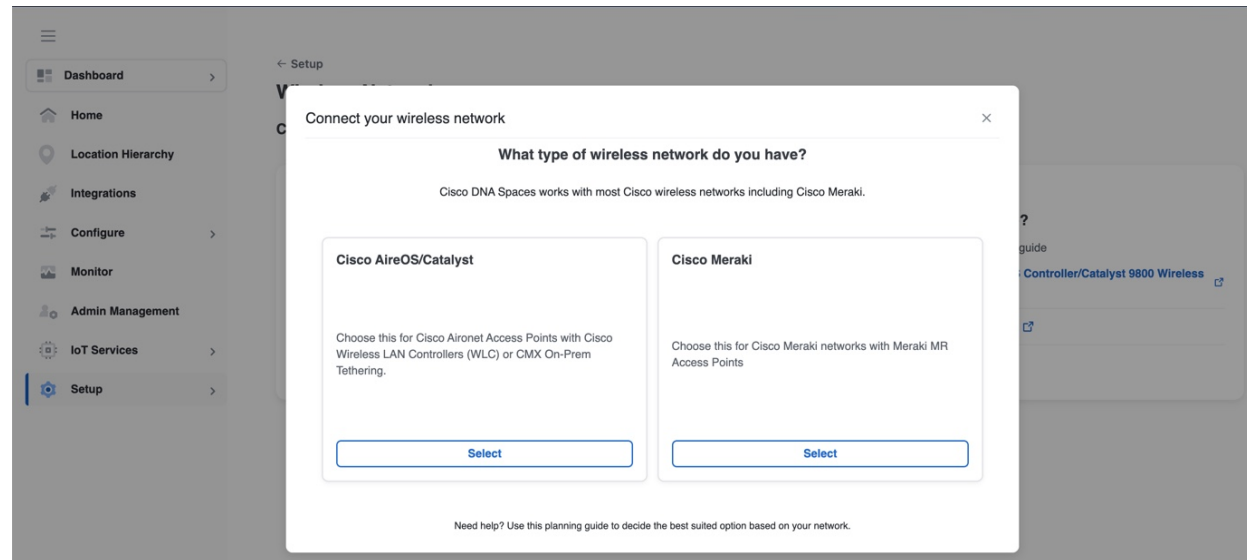 Dashboard
Home
Location Hierarchy
Integrations
Configure
Monitor
Admin Management
IoT Services
Setup
← Setup
Connect your wireless network
What type of wireless network do you have?
Cisco DNA Spaces works with most Cisco wireless networks including Cisco Meraki.
Cisco AireOS/Catalyst
Choose this for Cisco Aironet Access Points with Cisco
Wireless LAN Controllers (WLC) or CMX On-Prem
Tethering.
Select
Cisco Meraki
Choose this for Cisco Meraki networks with Meraki MR
Access Points
Select
Need help? Use this planning guide to decide the best suited option based on your network.
?
guide
Controller/Catalyst 9800 Wireless